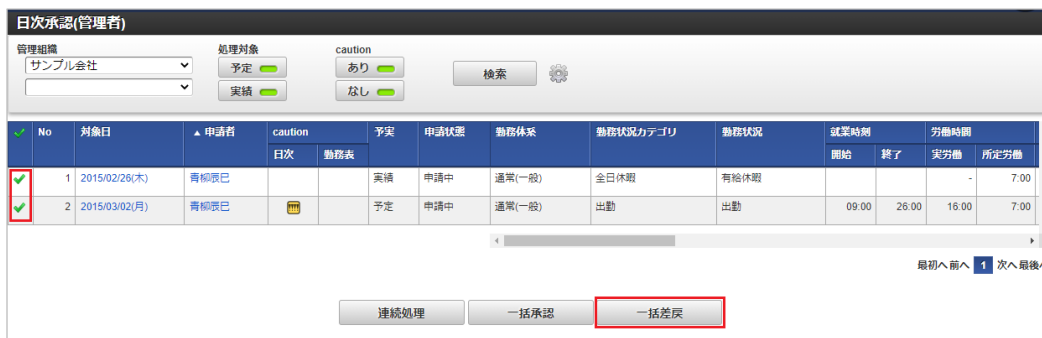 日次承認(管理者)
管理組織 処理対象 caution
サンプル会社 予定 あり 検索
実績 なし
No 対象日 ▲ 申請者 caution 予実 申請状態 勤務体系 勤務状況カテゴリ 勤務状況 就業時刻 労働時間
日次 勤務表 開始 終了 実労働 所定労働
1 2015/02/26(木) 青柳辰巳 実績 申請中 通常(一般) 全日休暇 有給休暇 - 7:00
2 2015/03/02(月) 青柳辰巳 予定 申請中 通常(一般) 出勤 出勤 09:00 26:00 16:00 7:00
最初へ 前へ 1 次へ 最後へ
連続処理 一括承認 一括差戻